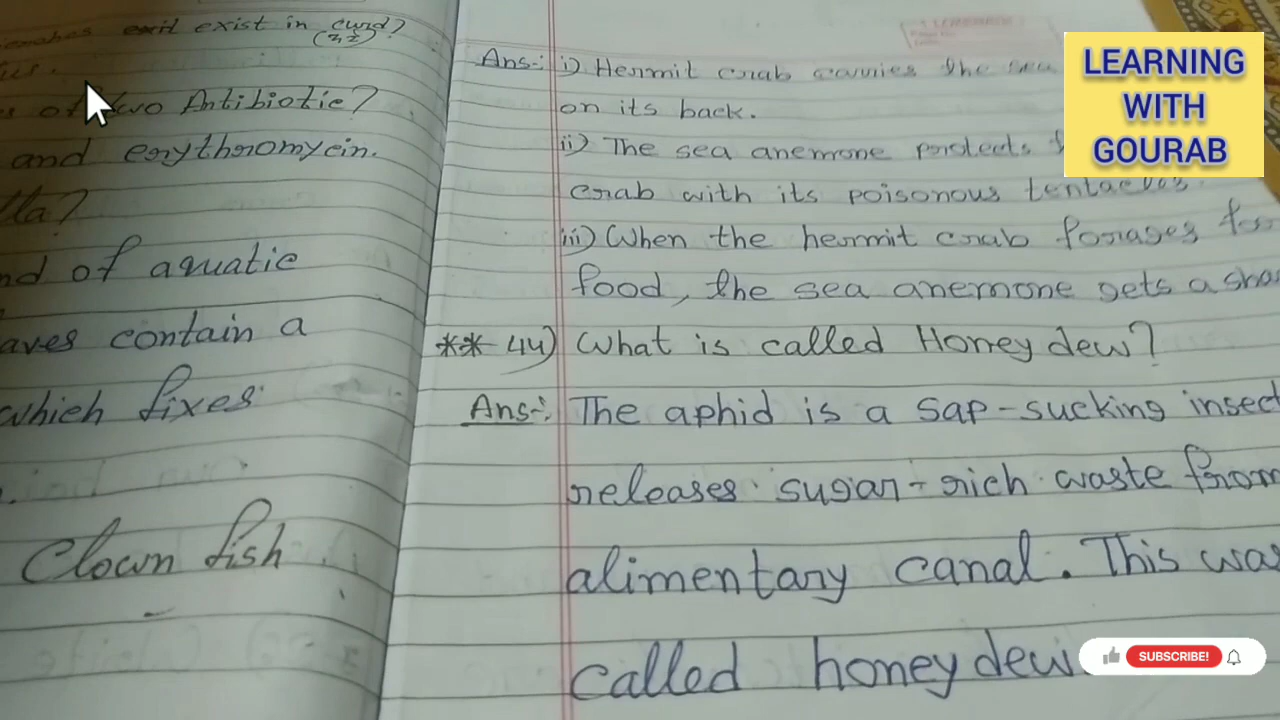 exist in curd?
(দই)
of two Antibiotic?
and erythromycin.
of aquatic
contain a
which fixes
Clown fish
Ans-: i) Hermit crab carries the sea
on its back.
ii) The sea anemone protects
crab with its poisonous tentacles.
iii) When the hermit crab forages for
food, the sea anemone gets a
** 44) What is called Honey dew?
Ans-: The aphid is a sap-sucking insect
releases sugar-rich waste from
alimentary canal. This
called honey dew.
LEARNING
WITH
GOURAB
SUBSCRIBE!